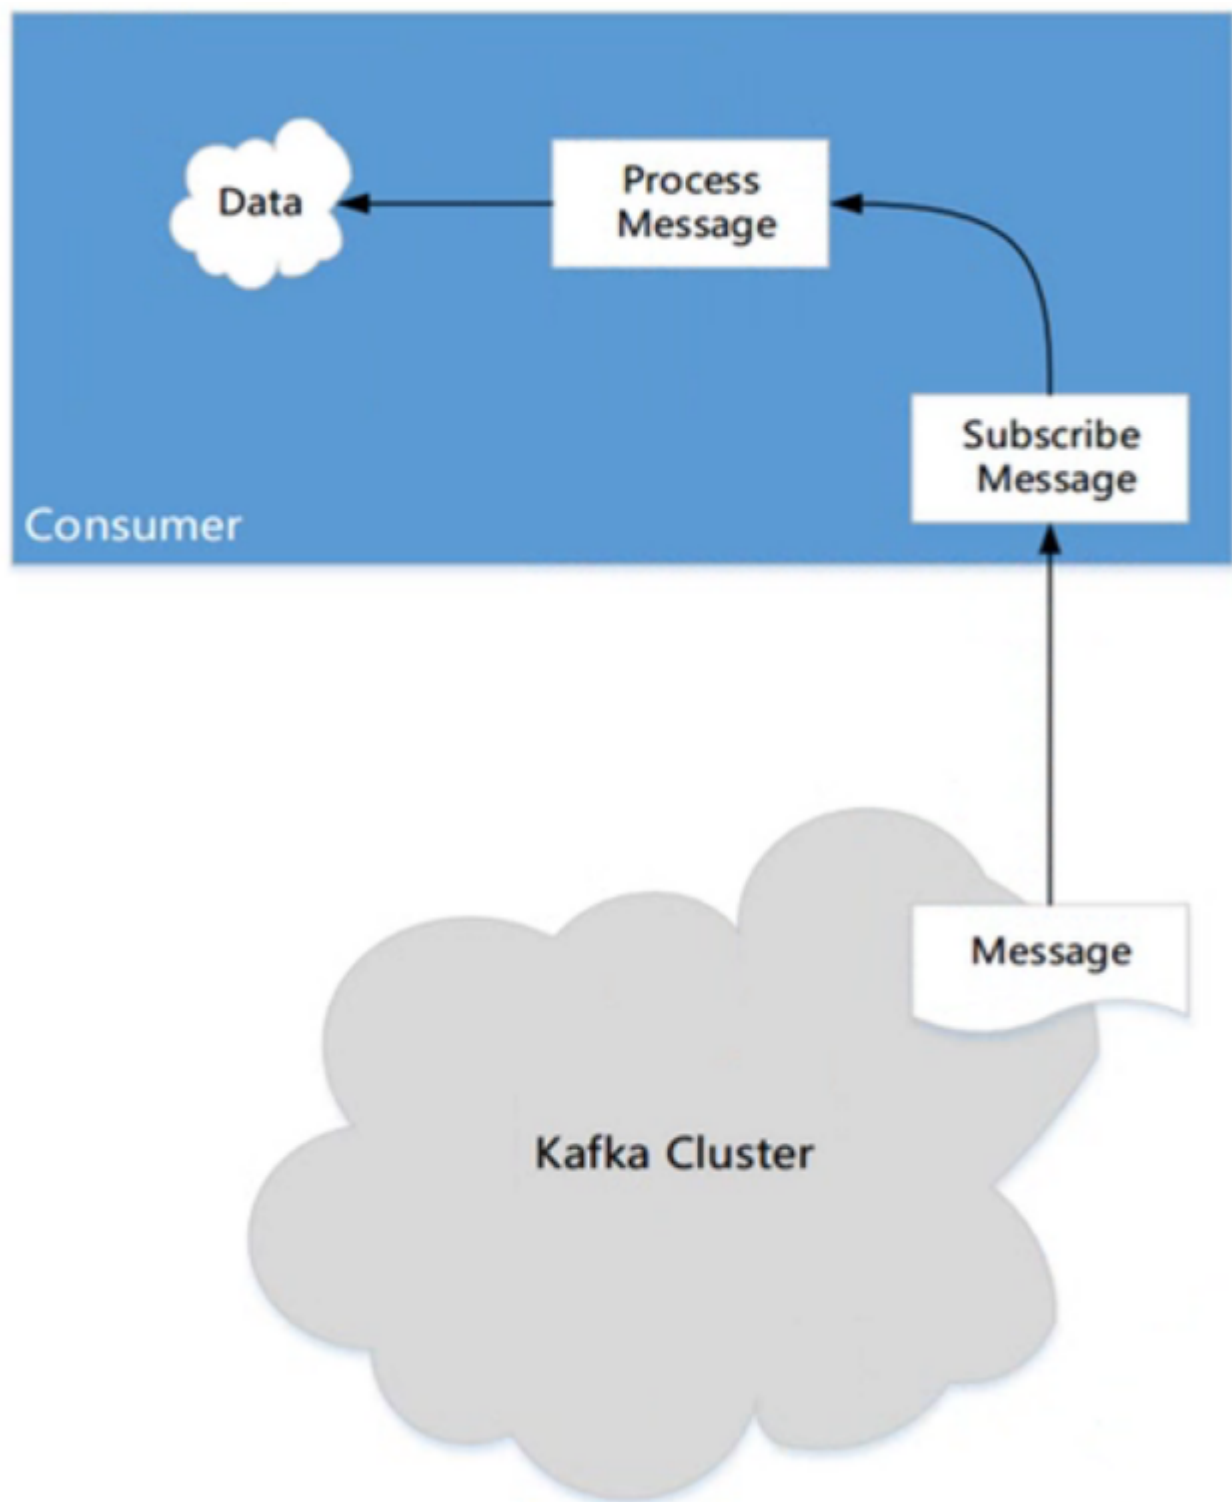 Data
Process
Message
Subscribe
Message
Consumer
Message
Kafka Cluster